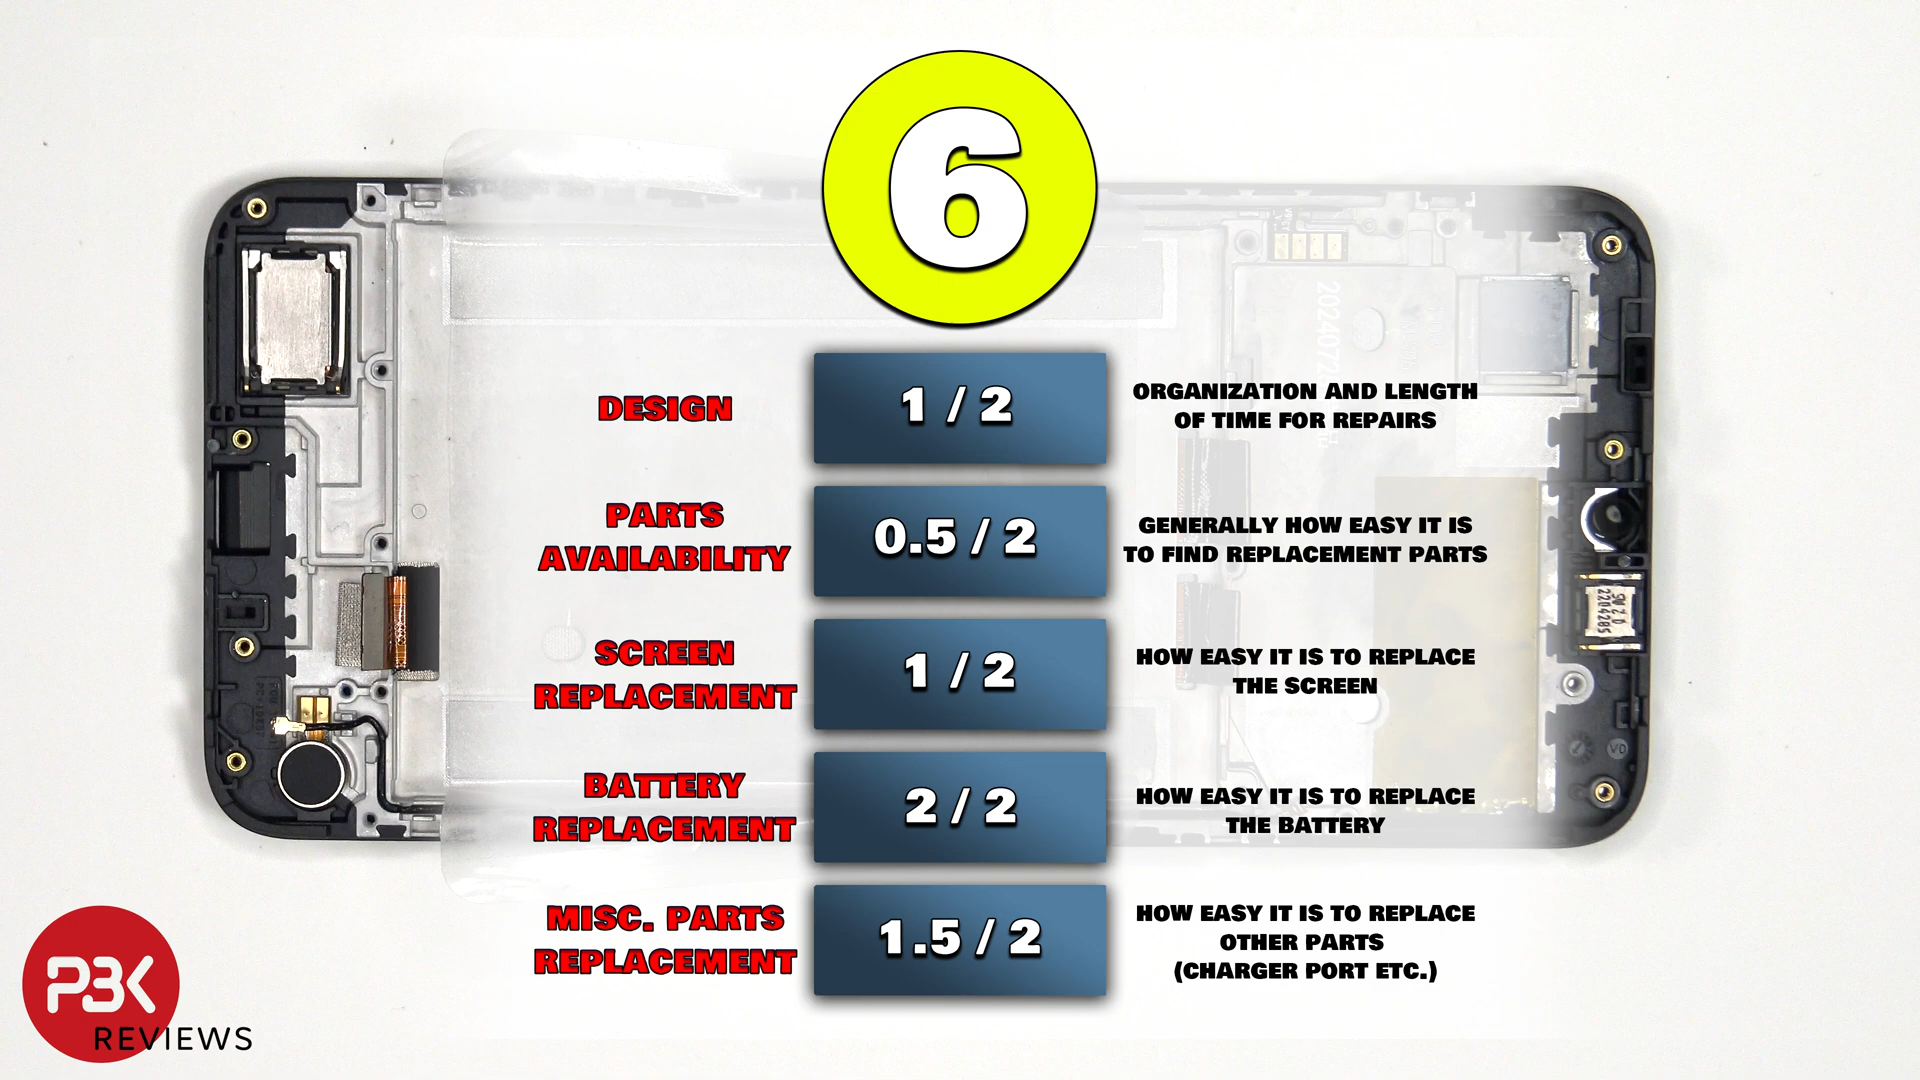 6
DESIGN
1 / 2
ORGANIZATION AND LENGTH
OF TIME FOR REPAIRS
PARTS
AVAILABILITY
0.5 / 2
GENERALLY HOW EASY IT IS
TO FIND REPLACEMENT PARTS
SCREEN
REPLACEMENT
1 / 2
HOW EASY IT IS TO REPLACE
THE SCREEN
BATTERY
REPLACEMENT
2 / 2
HOW EASY IT IS TO REPLACE
THE BATTERY
MISC. PARTS
REPLACEMENT
1.5 / 2
HOW EASY IT IS TO REPLACE
OTHER PARTS
(CHARGER PORT ETC.)
PBK
REVIEWS
2204285
V0